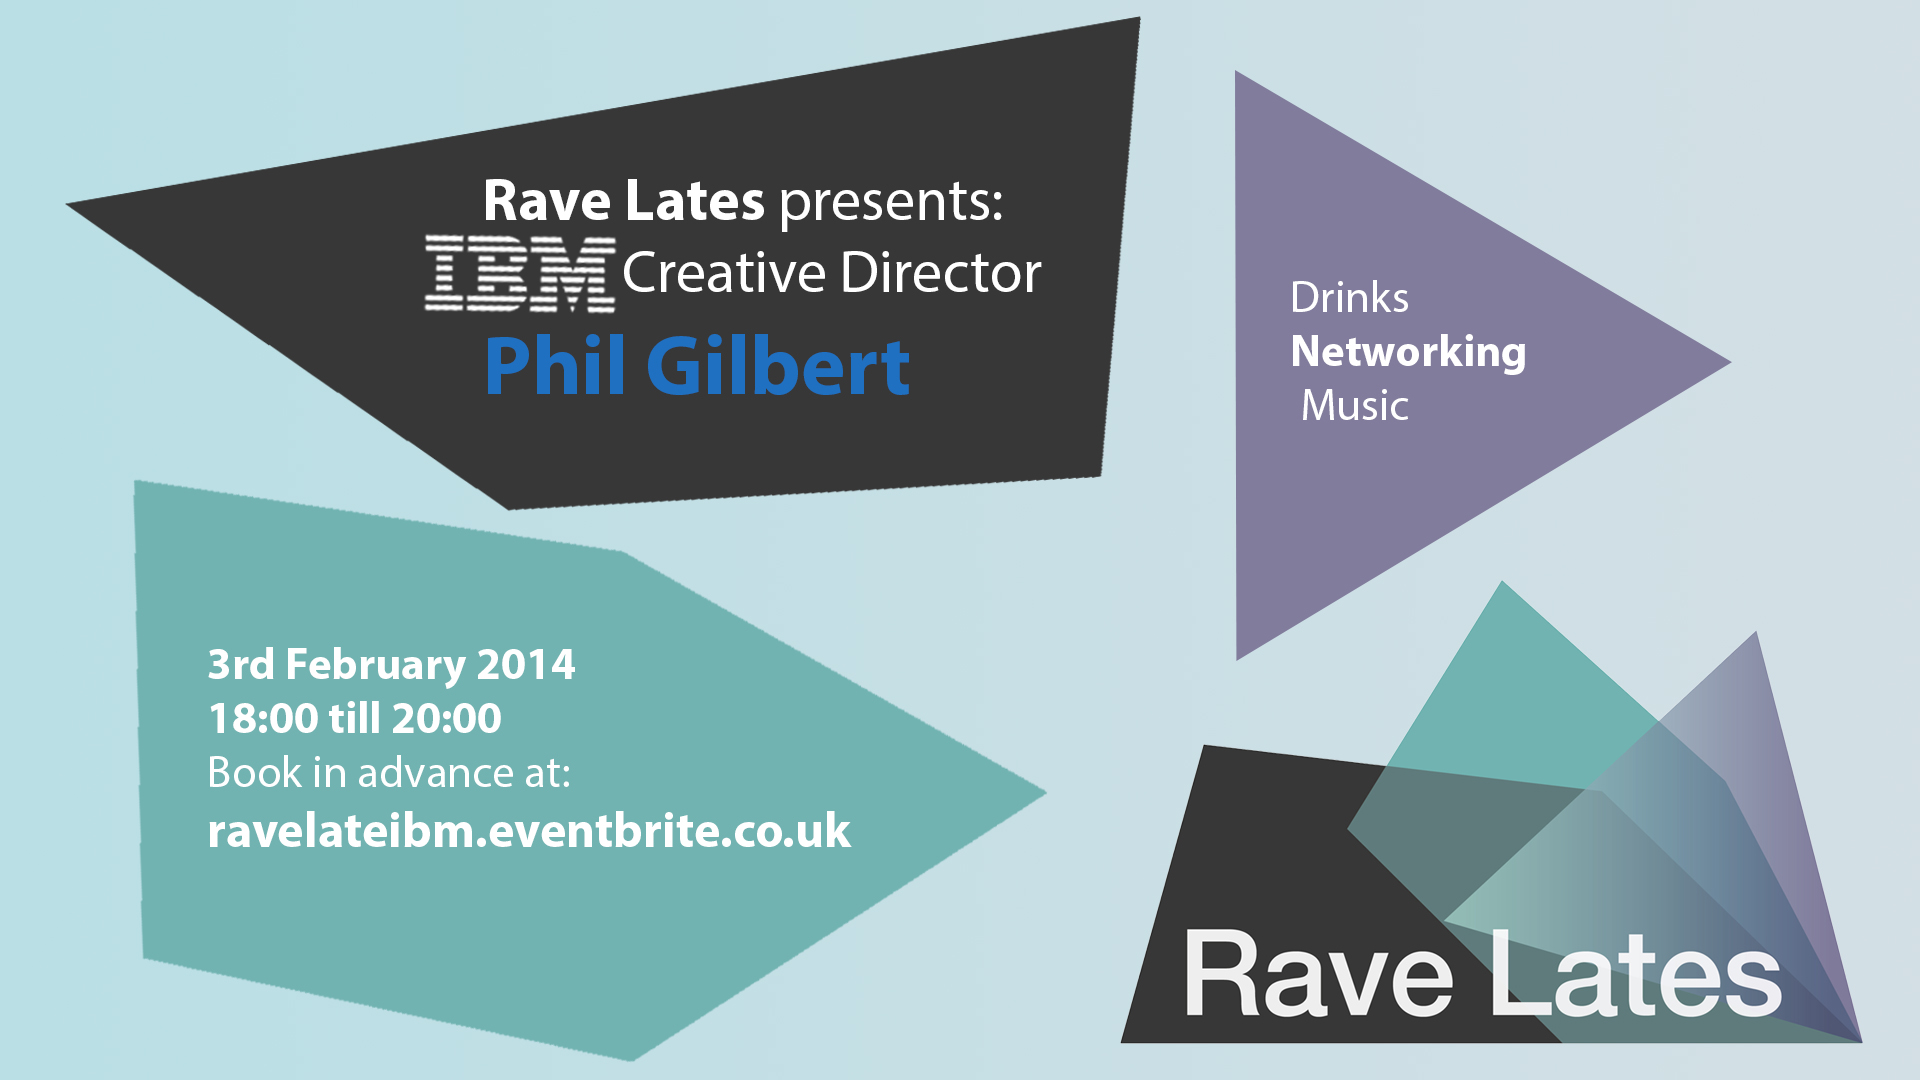 Rave Lates presents:
IBM Creative Director
Phil Gilbert
Drinks
Networking
Music
3rd February 2014
18:00 till 20:00
Book in advance at:
ravelateibm.eventbrite.co.uk
Rave Lates